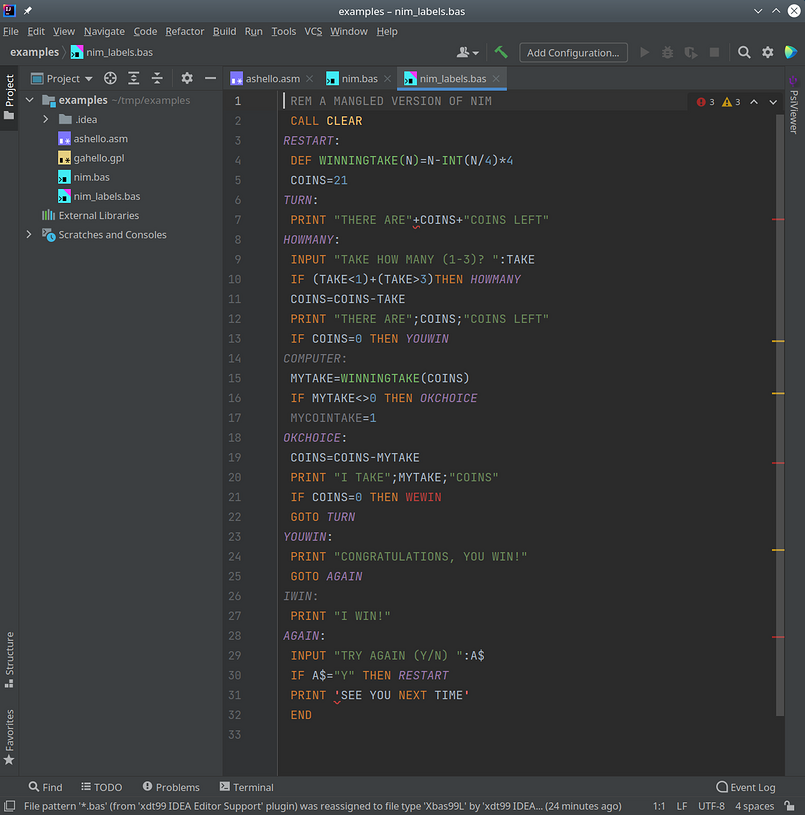 examples – nim_labels.bas
File Edit View Navigate Code Refactor Build Run Tools VCS Window Help
examples nim_labels.bas Add Configuration...
Project ashello.asm nim.bas nim_labels.bas
Project
PsiViewer
examples ~/tmp/examples
.idea
ashello.asm
gahello.gpl
nim.bas
nim_labels.bas
External Libraries
Scratches and Consoles
3 3
1 REM A MANGLED VERSION OF NIM
2 CALL CLEAR
3 RESTART:
4 DEF WINNINGTAKE(N)=N-INT(N/4)*4
5 COINS=21
6 TURN:
7 PRINT "THERE ARE"+COINS+"COINS LEFT"
8 HOWMANY:
9 INPUT "TAKE HOW MANY (1-3)? ":TAKE
10 IF (TAKE<1)+(TAKE>3)THEN HOWMANY
11 COINS=COINS-TAKE
12 PRINT "THERE ARE";COINS;"COINS LEFT"
13 IF COINS=0 THEN YOUWIN
14 COMPUTER:
15 MYTAKE=WINNINGTAKE(COINS)
16 IF MYTAKE<>0 THEN OKCHOICE
17 MYCOINTAKE=1
18 OKCHOICE:
19 COINS=COINS-MYTAKE
20 PRINT "I TAKE";MYTAKE;"COINS"
21 IF COINS=0 THEN WEWIN
22 GOTO TURN
23 YOUWIN:
24 PRINT "CONGRATULATIONS, YOU WIN!"
25 GOTO AGAIN
26 IWIN:
27 PRINT "I WIN!"
28 AGAIN:
29 INPUT "TRY AGAIN (Y/N) ":A$
30 IF A$="Y" THEN RESTART
31 PRINT 'SEE YOU NEXT TIME'
32 END
33
Structure
Favorites
Find TODO Problems Terminal Event Log
File pattern '*.bas' (from 'xdt99 IDEA Editor Support' plugin) was reassigned to file type 'Xbas99L' by 'xdt99 IDEA... (24 minutes ago) 1:1 LF UTF-8 4 spaces